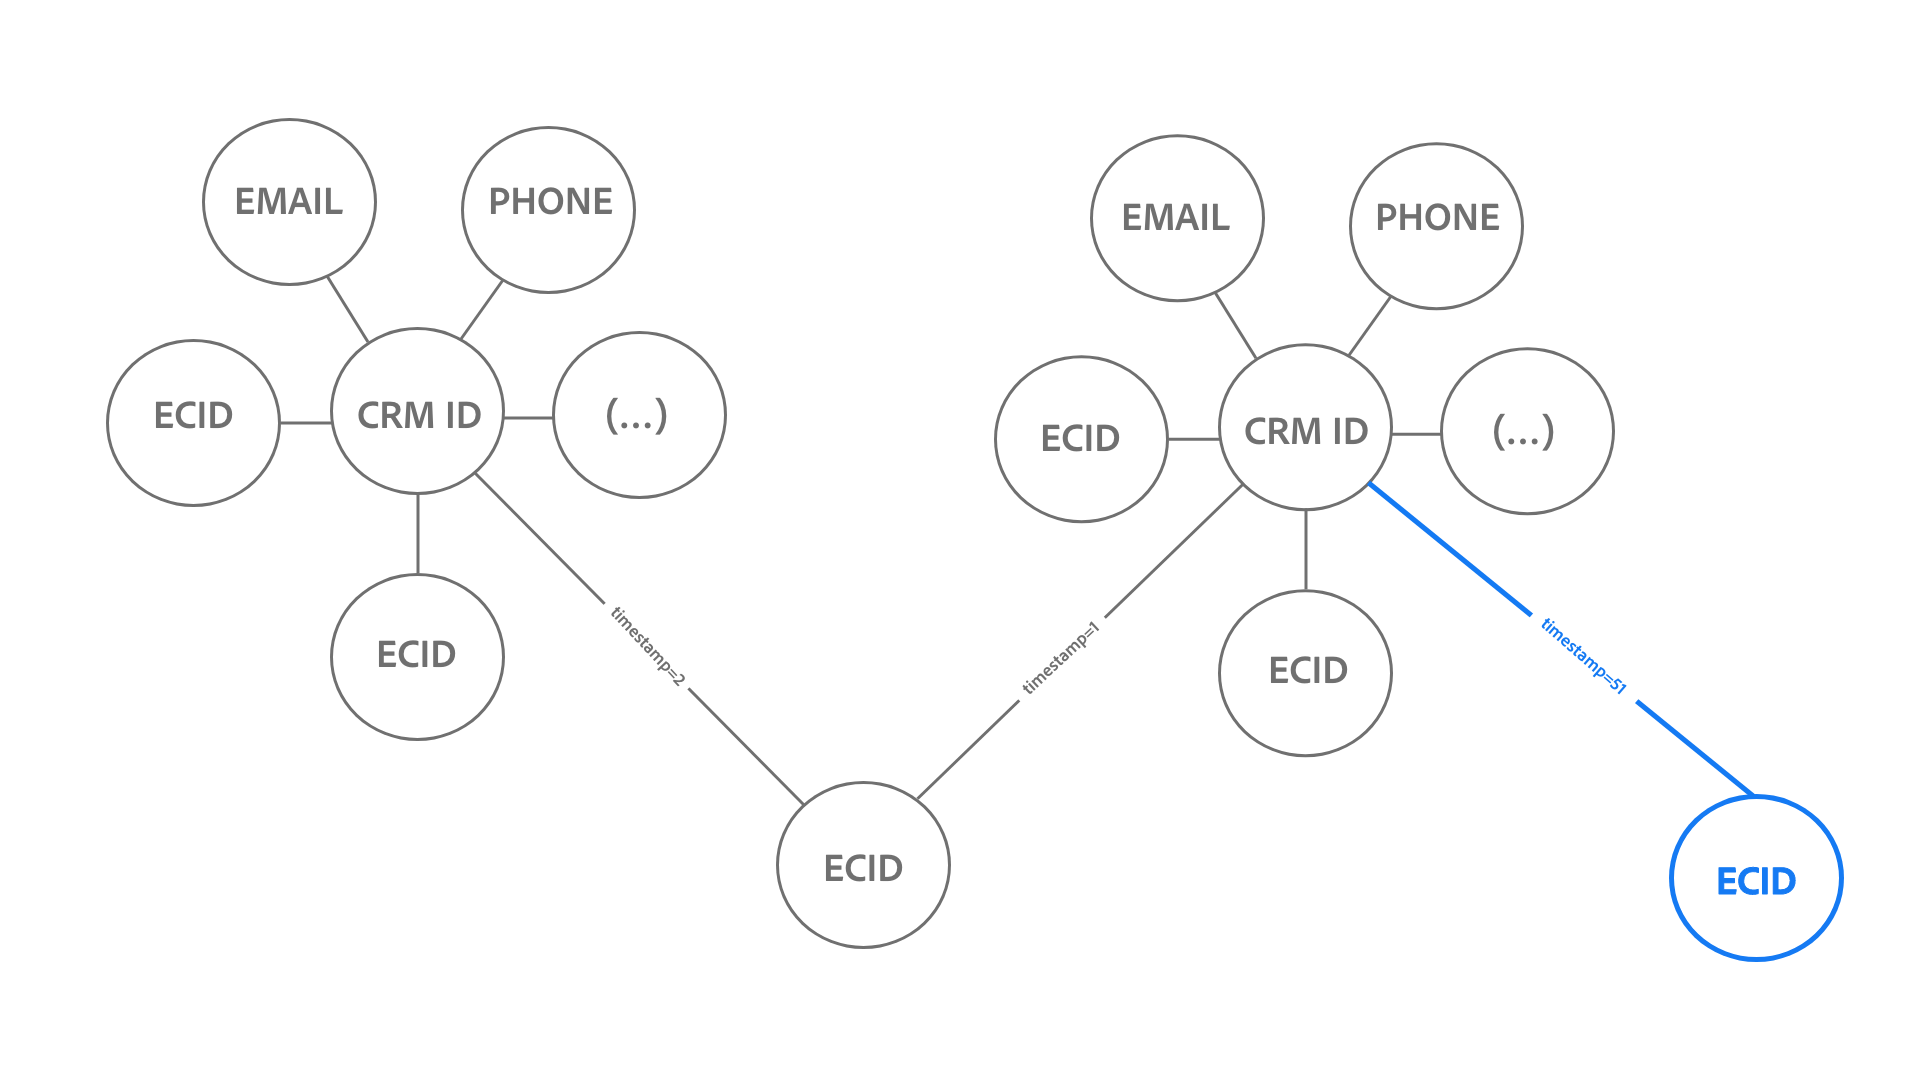 EMAIL
PHONE
ECID
CRM ID
(...)
ECID
timestamp=2
EMAIL
PHONE
ECID
CRM ID
(...)
ECID
timestamp=1
timestamp=51
ECID
ECID